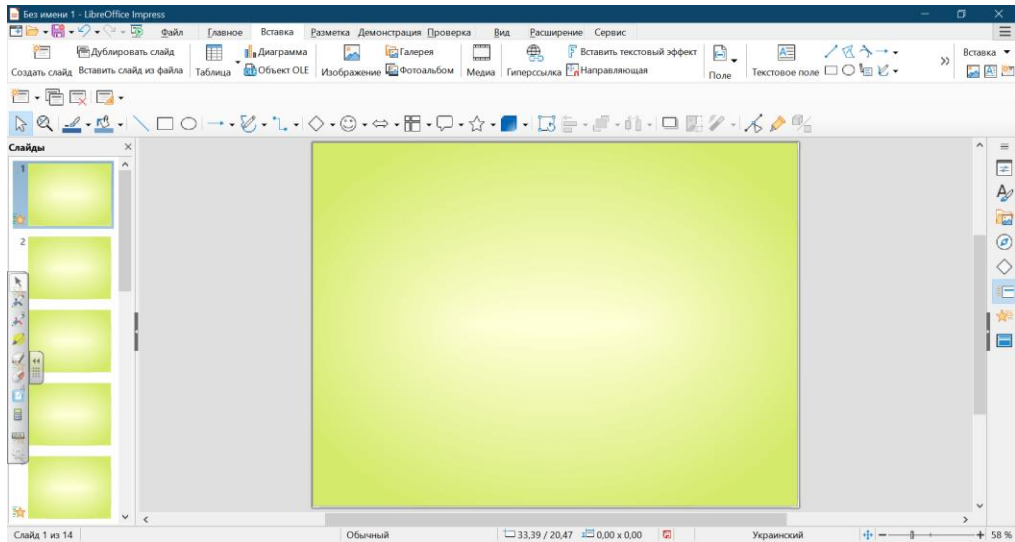 Без имени 1 - LibreOffice Impress
Файл Главное Вставка Разметка Демонстрация Проверка Вид Расширение Сервис
Дублировать слайд Диаграмма Галерея Вставить текстовый эффект Вставка
Создать слайд Вставить слайд из файла Таблица Объект OLE Изображение Фотоальбом Медиа Гиперссылка Направляющая Поле Текстовое поле
Слайды
1
2
Слайд 1 из 14 Обычный 33,39 / 20,47 0,00 x 0,00 Украинский 58 %